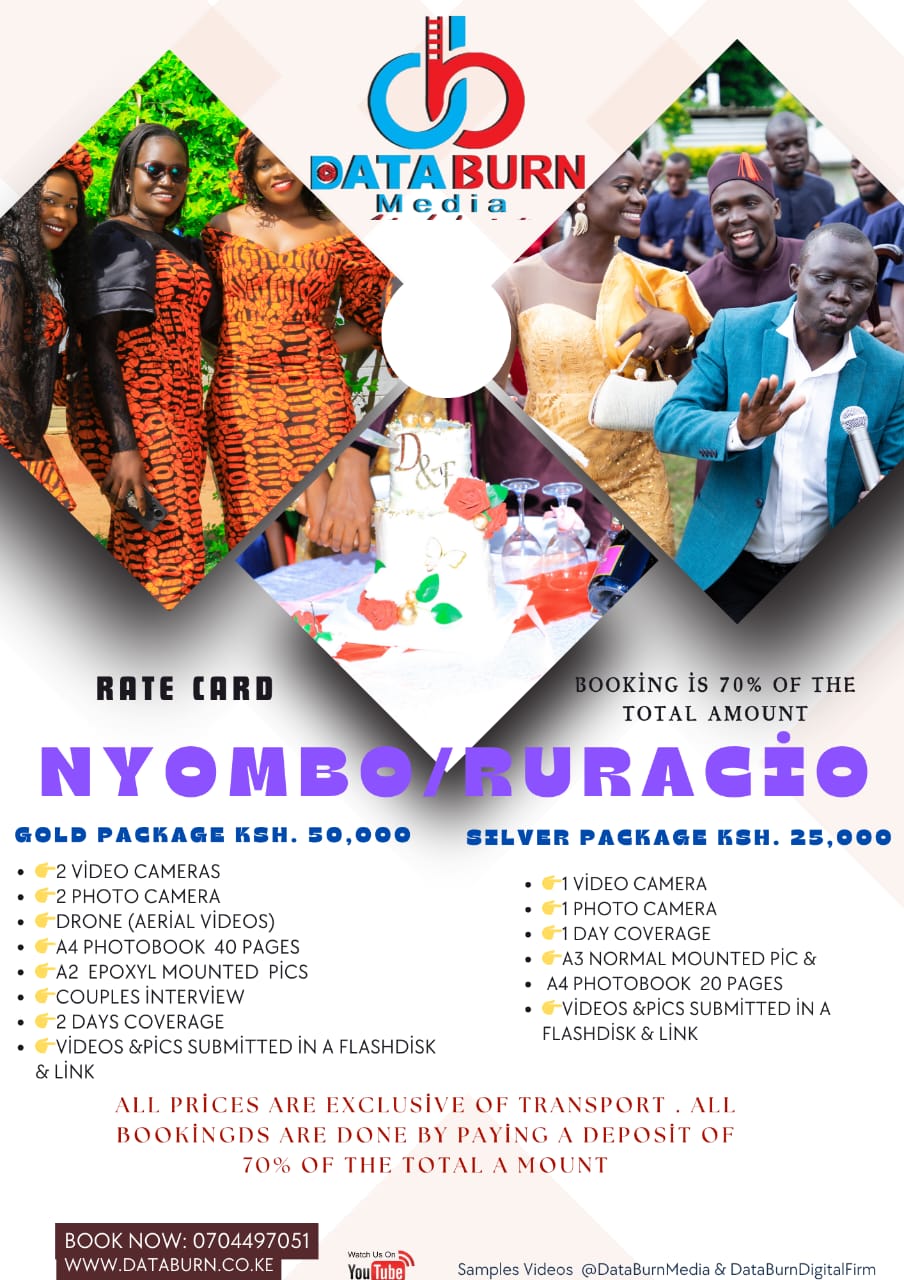 DATABURN
Media
D&F
RATE CARD
BOOKİNG İS 70% OF THE
TOTAL AMOUNT
NYOMBO/RURACİO
GOLD PACKAGE KSH. 50,000
• 👉2 VİDEO CAMERAS
• 👉2 PHOTO CAMERA
• 👉DRONE (AERİAL VİDEOS)
• 👉A4 PHOTOBOOK 40 PAGES
• 👉A2 EPOXYL MOUNTED PİCS
• 👉COUPLES İNTERVİEW
• 👉2 DAYS COVERAGE
• 👉VİDEOS &PİCS SUBMİTTED İN A FLASHDİSK
& LİNK
SILVER PACKAGE KSH. 25,000
• 👉1 VİDEO CAMERA
• 👉1 PHOTO CAMERA
• 👉1 DAY COVERAGE
• 👉A3 NORMAL MOUNTED PİC &
• A4 PHOTOBOOK 20 PAGES
• 👉VİDEOS &PİCS SUBMİTTED İN A
FLASHDİSK & LİNK
ALL PRİCES ARE EXCLUSİVE OF TRANSPORT . ALL
BOOKİNGDS ARE DONE BY PAYİNG A DEPOSİT OF
70% OF THE TOTAL A MOUNT
BOOK NOW: 0704497051
WWW.DATABURN.CO.KE
Watch Us On
YouTube
Samples Videos @DataBurnMedia & DataBurnDigitalFirm